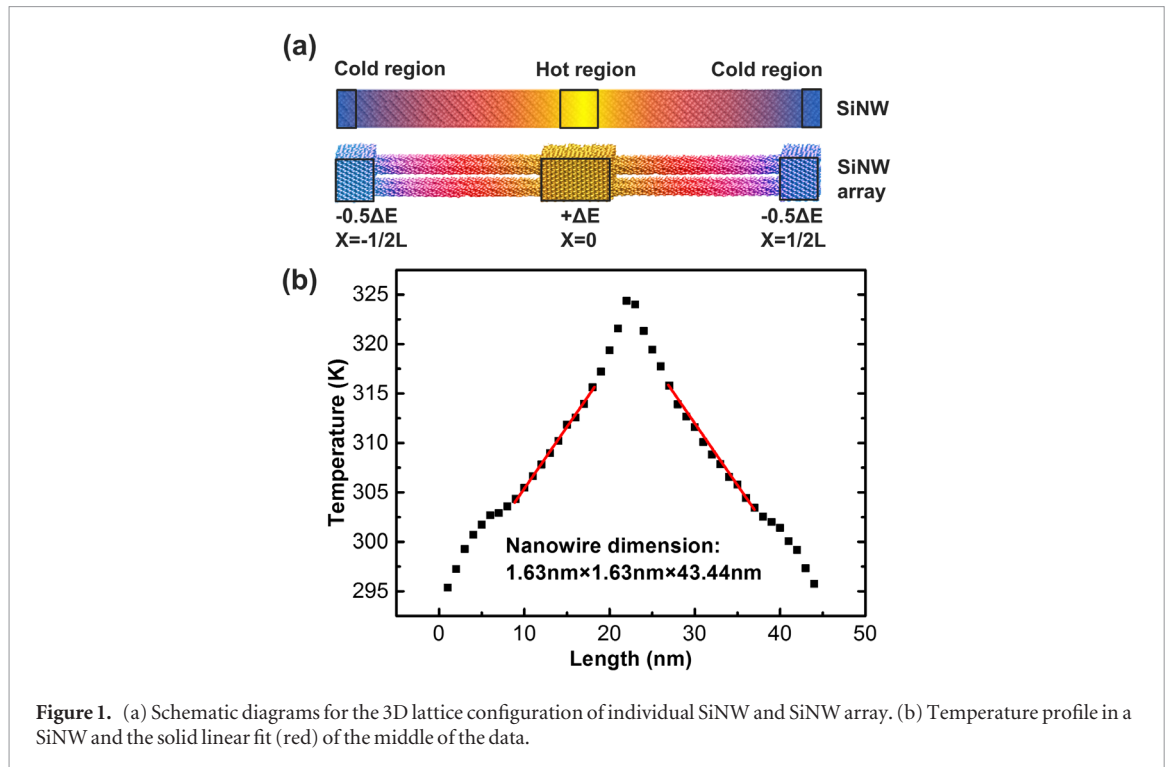 (a)
Cold region Hot region Cold region
SiNW
SiNW
array
-0.5ΔE +ΔE -0.5ΔE
X=-1/2L X=0 X=1/2L
(b)
325
320
315
310
305
300
295
Temperature (K)
Nanowire dimension:
1.63nm×1.63nm×43.44nm
0 10 20 30 40 50
Length (nm)
Figure 1. (a) Schematic diagrams for the 3D lattice configuration of individual SiNW and SiNW array. (b) Temperature profile in a
SiNW and the solid linear fit (red) of the middle of the data.